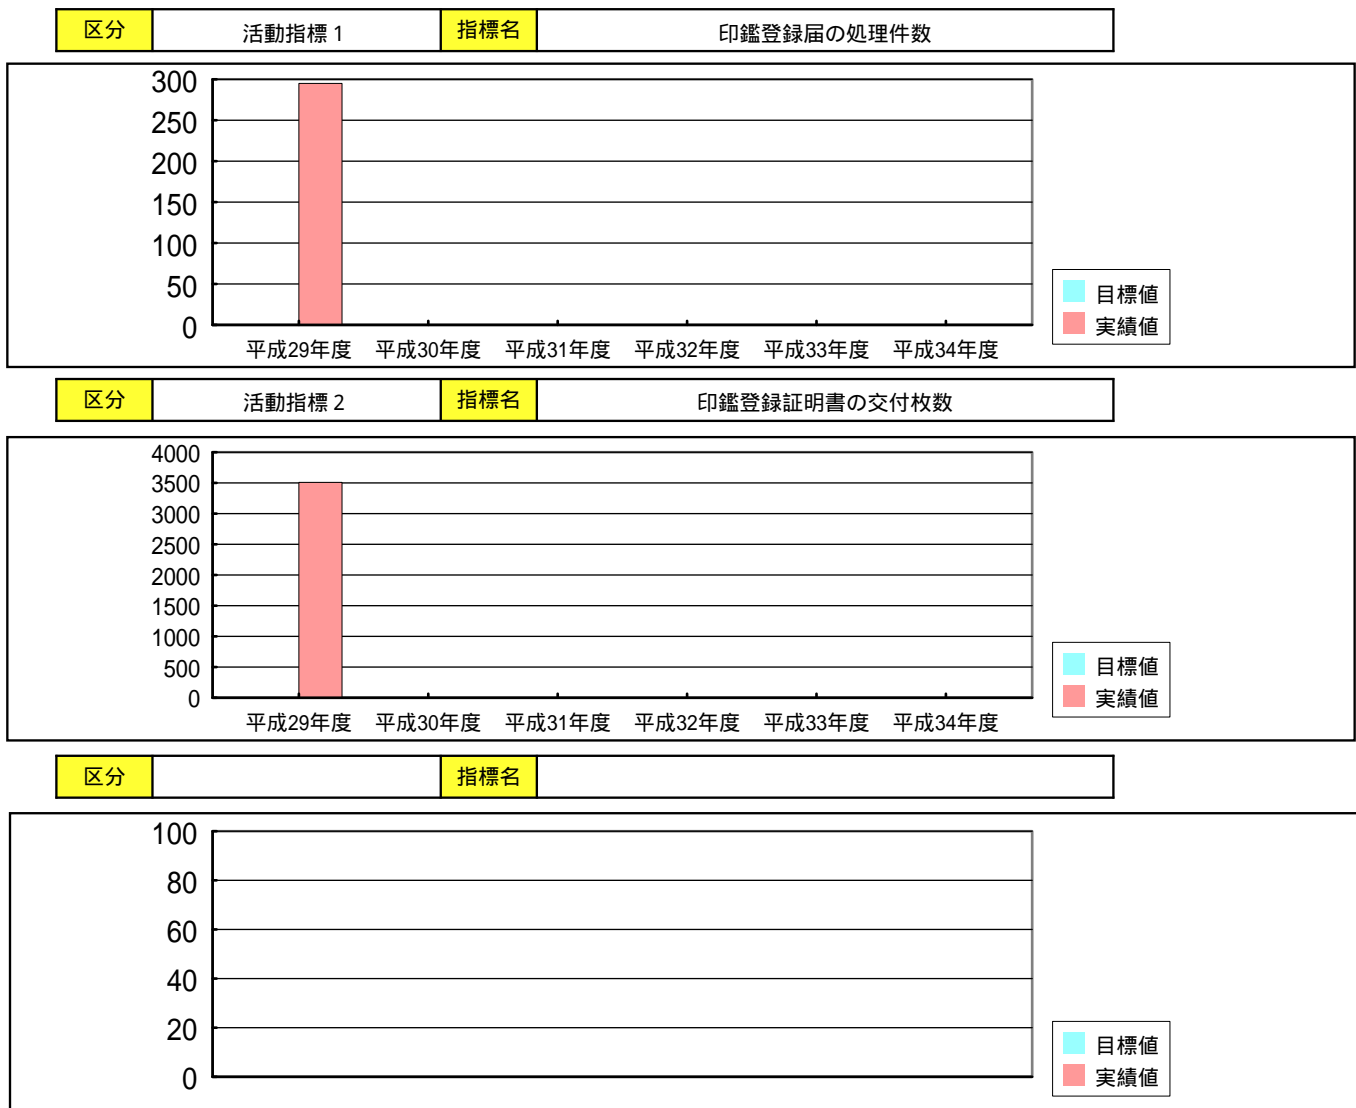 区分 活動指標1 指標名 印鑑登録届の処理件数
300
250
200
150
100
50
0
平成29年度 平成30年度 平成31年度 平成32年度 平成33年度 平成34年度
目標値
実績値
区分 活動指標2 指標名 印鑑登録証明書の交付枚数
4000
3500
3000
2500
2000
1500
1000
500
0
平成29年度 平成30年度 平成31年度 平成32年度 平成33年度 平成34年度
目標値
実績値
区分 指標名
100
80
60
40
20
0
目標値
実績値